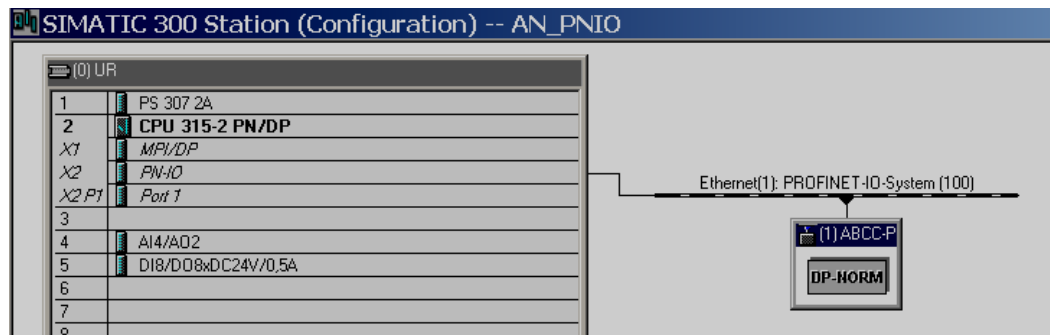 SIMATIC 300 Station (Configuration) -- AN_PNIO
(0) UR
1 PS 307 2A
2 CPU 315-2 PN/DP
X1 MPI/DP
X2 PN-IO
X2 P1 Port 1
3
4 AI4/AO2
5 DI8/DO8xDC24V/0,5A
6
7
Ethernet(1): PROFINET-IO-System (100)
(1) ABCC-P
DP-NORM